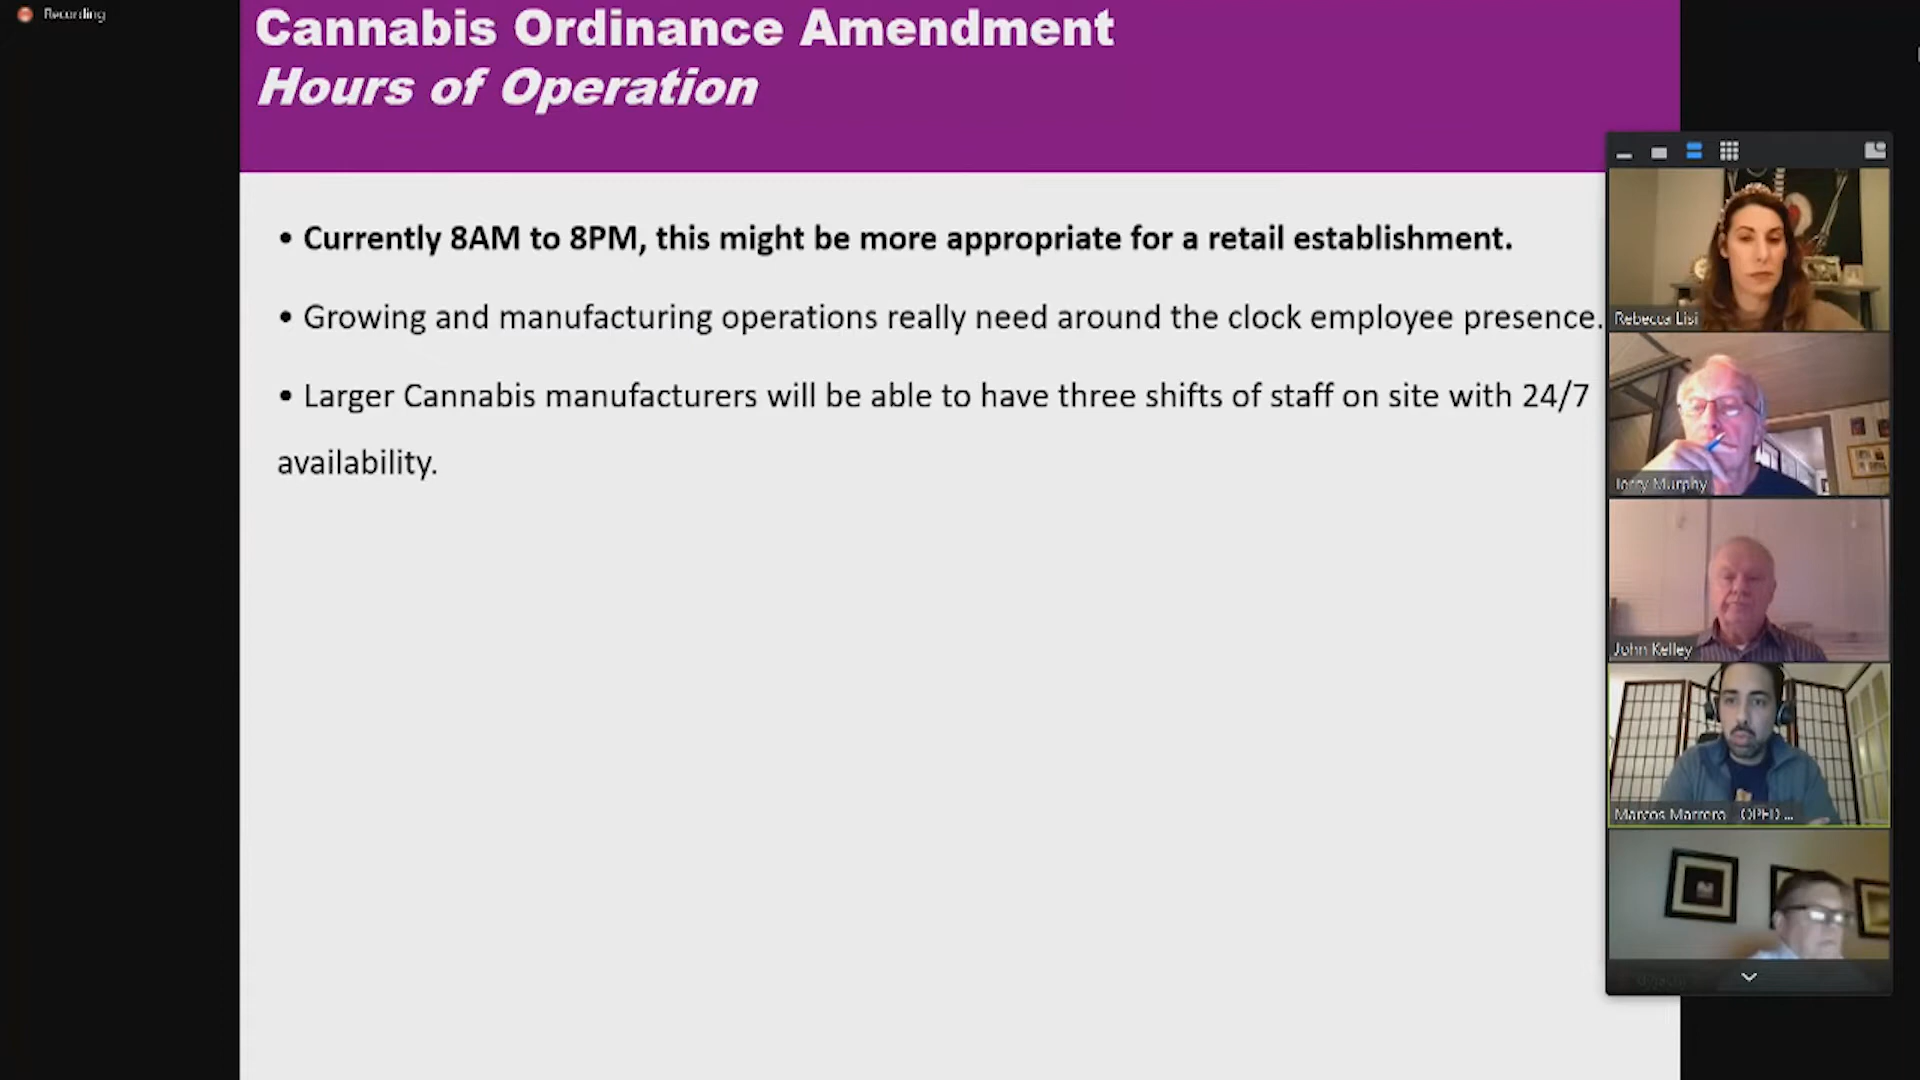 Recording
Cannabis Ordinance Amendment
Hours of Operation
• Currently 8AM to 8PM, this might be more appropriate for a retail establishment.
• Growing and manufacturing operations really need around the clock employee presence.
• Larger Cannabis manufacturers will be able to have three shifts of staff on site with 24/7
availability.
Rebecca Lisi
Terry Murphy
John Kelley
Marcos Marrero OPED ...